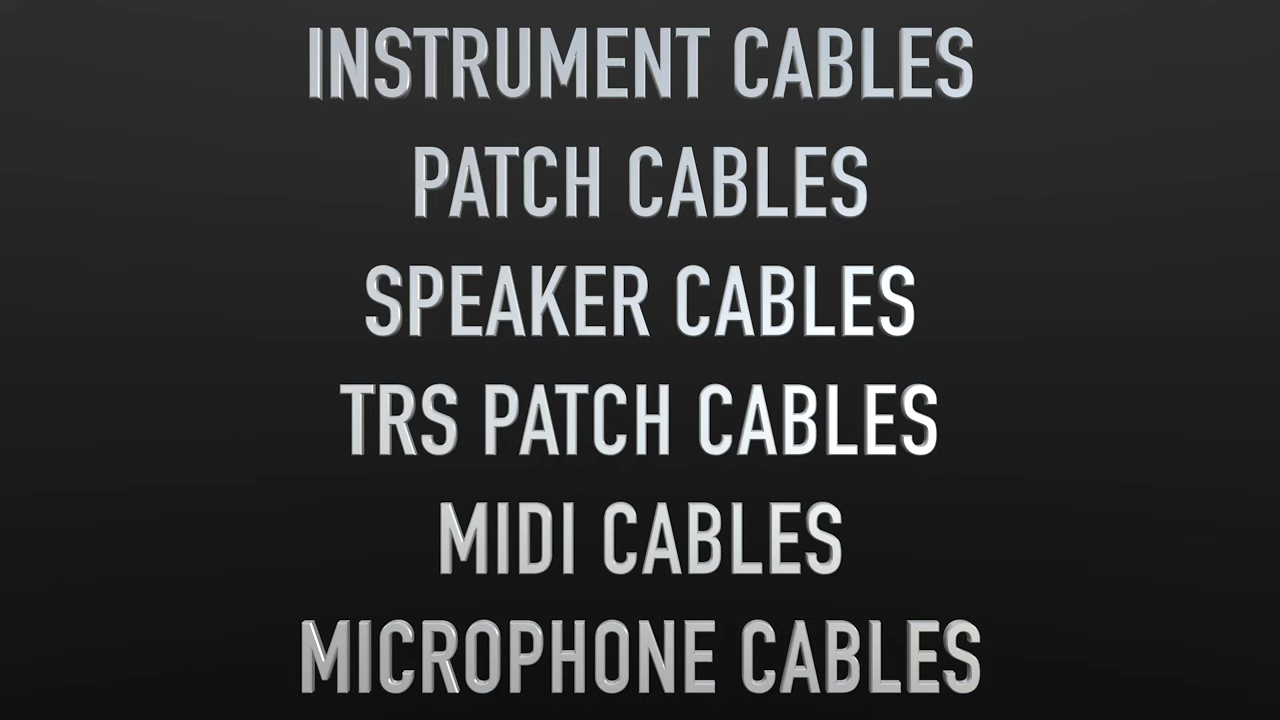 INSTRUMENT CABLES
PATCH CABLES
SPEAKER CABLES
TRS PATCH CABLES
MIDI CABLES
MICROPHONE CABLES